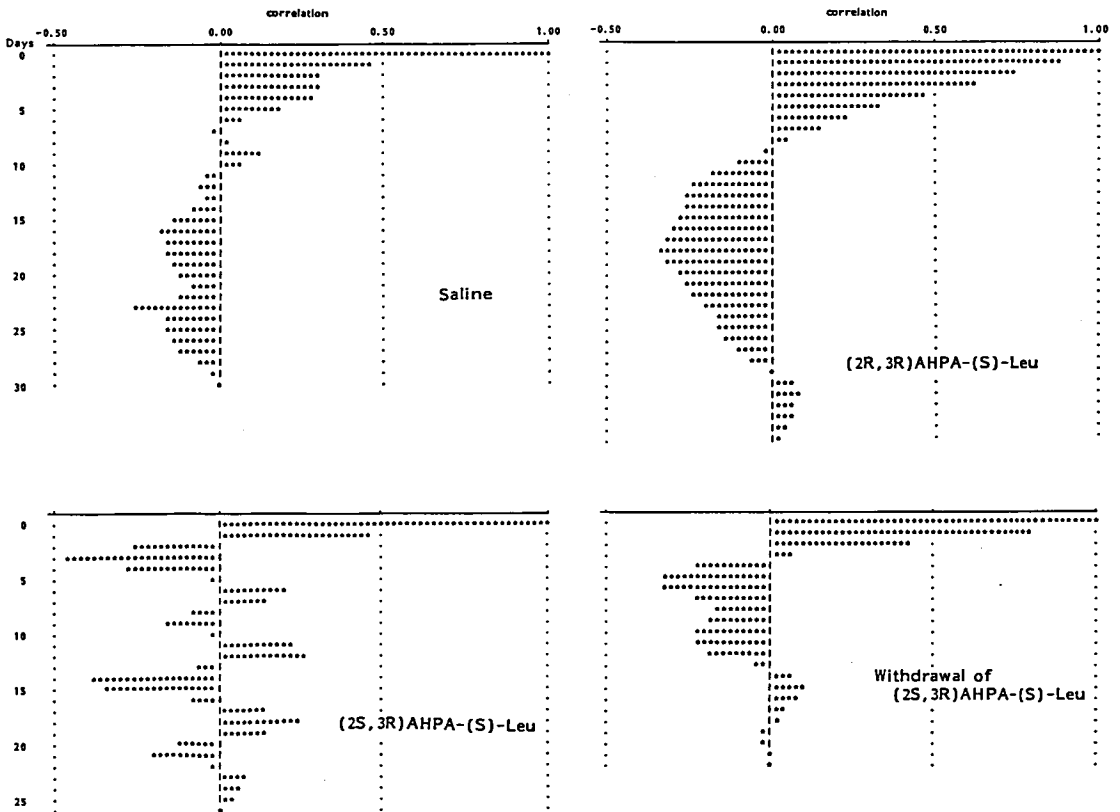 correlation
Days
-0.50 0.00 0.50 1.00
0
5
10
15
20
25
30
Saline
correlation
-0.50 0.00 0.50 1.00
(2R,3R)AHPA-(S)-Leu
0
5
10
15
20
25
(2S,3R)AHPA-(S)-Leu
Withdrawal of
(2S,3R)AHPA-(S)-Leu